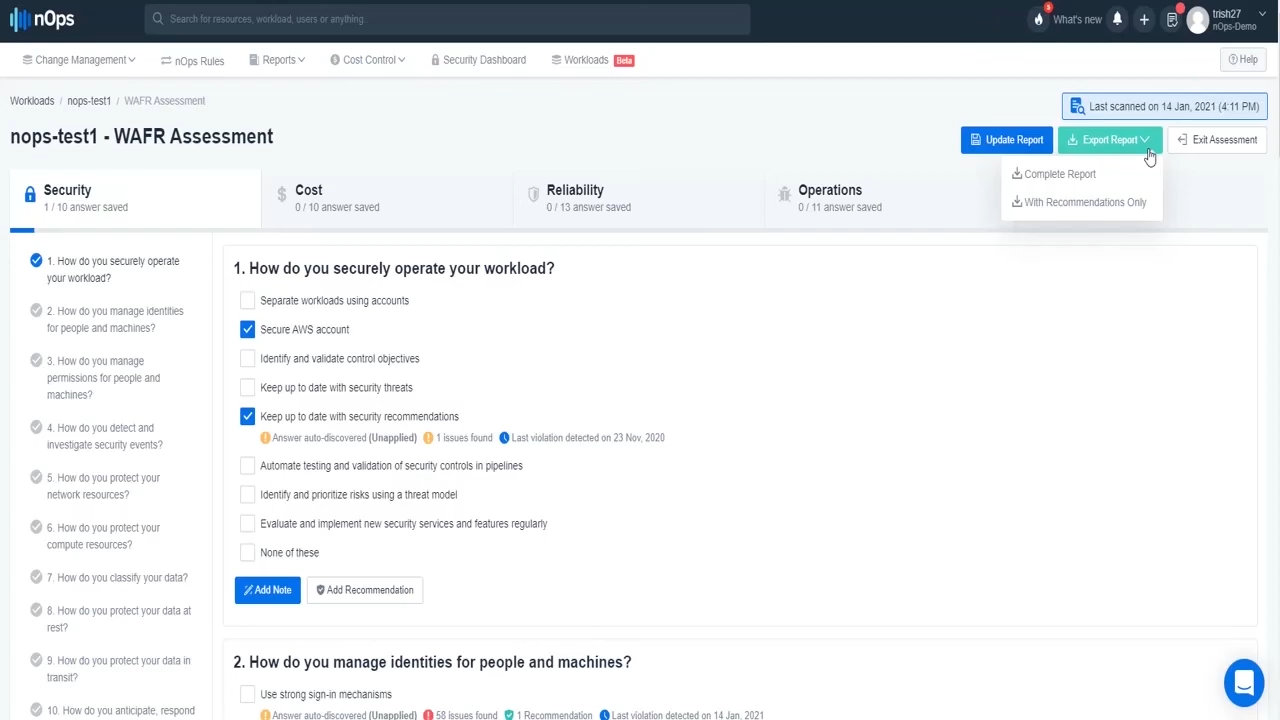 nOps
Search for resources, workload, users or anything..
3
What's new
trish27
nOps-Demo
Change Management
nOps Rules
Reports
Cost Control
Security Dashboard
Workloads Beta
Help
Workloads / nops-test1 / WAFR Assessment
Last scanned on 14 Jan, 2021 (4:11 PM)
nops-test1 - WAFR Assessment
Update Report
Export Report
Exit Assessment
Complete Report
With Recommendations Only
Security
1 / 10 answer saved
Cost
0 / 10 answer saved
Reliability
0 / 13 answer saved
Operations
0 / 11 answer saved
1. How do you securely operate
your workload?
2. How do you manage identities
for people and machines?
3. How do you manage
permissions for people and
machines?
4. How do you detect and
investigate security events?
5. How do you protect your
network resources?
6. How do you protect your
compute resources?
7. How do you classify your data?
8. How do you protect your data at
rest?
9. How do you protect your data in
transit?
10. How do you anticipate, respond
1. How do you securely operate your workload?
Separate workloads using accounts
Secure AWS account
Identify and validate control objectives
Keep up to date with security threats
Keep up to date with security recommendations
Answer auto-discovered (Unapplied) 1 issues found Last violation detected on 23 Nov, 2020
Automate testing and validation of security controls in pipelines
Identify and prioritize risks using a threat model
Evaluate and implement new security services and features regularly
None of these
Add Note
Add Recommendation
2. How do you manage identities for people and machines?
Use strong sign-in mechanisms
Answer auto-discovered (Unapplied) 58 issues found 1 Recommendation Last violation detected on 14 Jan, 2021